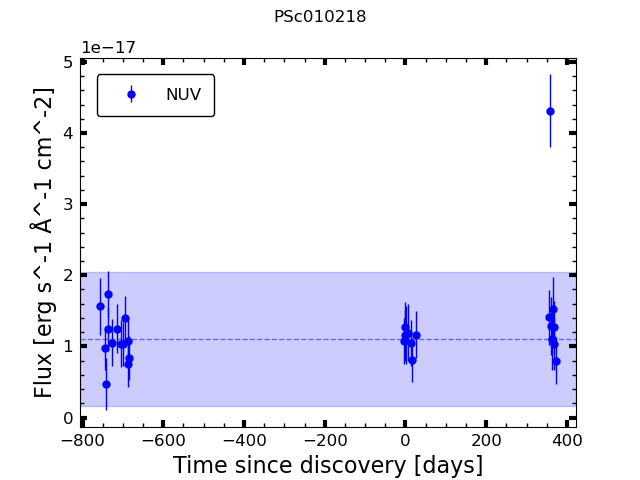 PSc010218
1e−17
NUV
5
4
3
2
1
0
Flux [erg s^-1 Å^-1 cm^-2]
−800 −600 −400 −200 0 200 400
Time since discovery [days]